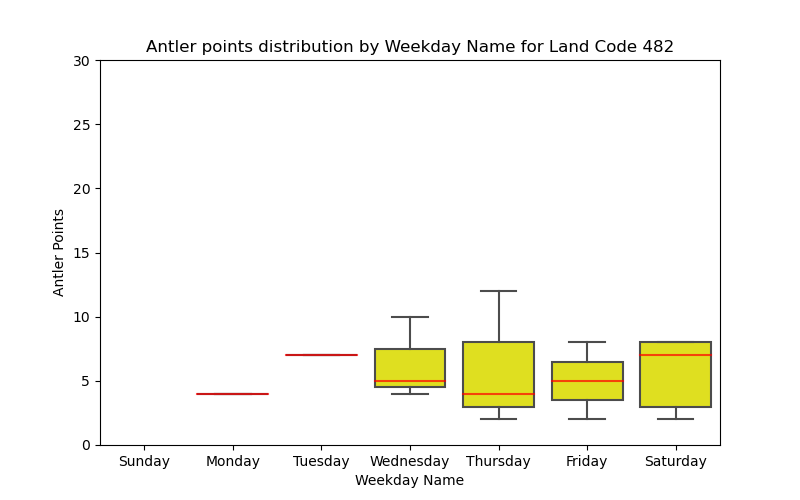 Antler points distribution by Weekday Name for Land Code 482
30
25
20
15
10
5
0
Antler Points
Sunday Monday Tuesday Wednesday Thursday Friday Saturday
Weekday Name